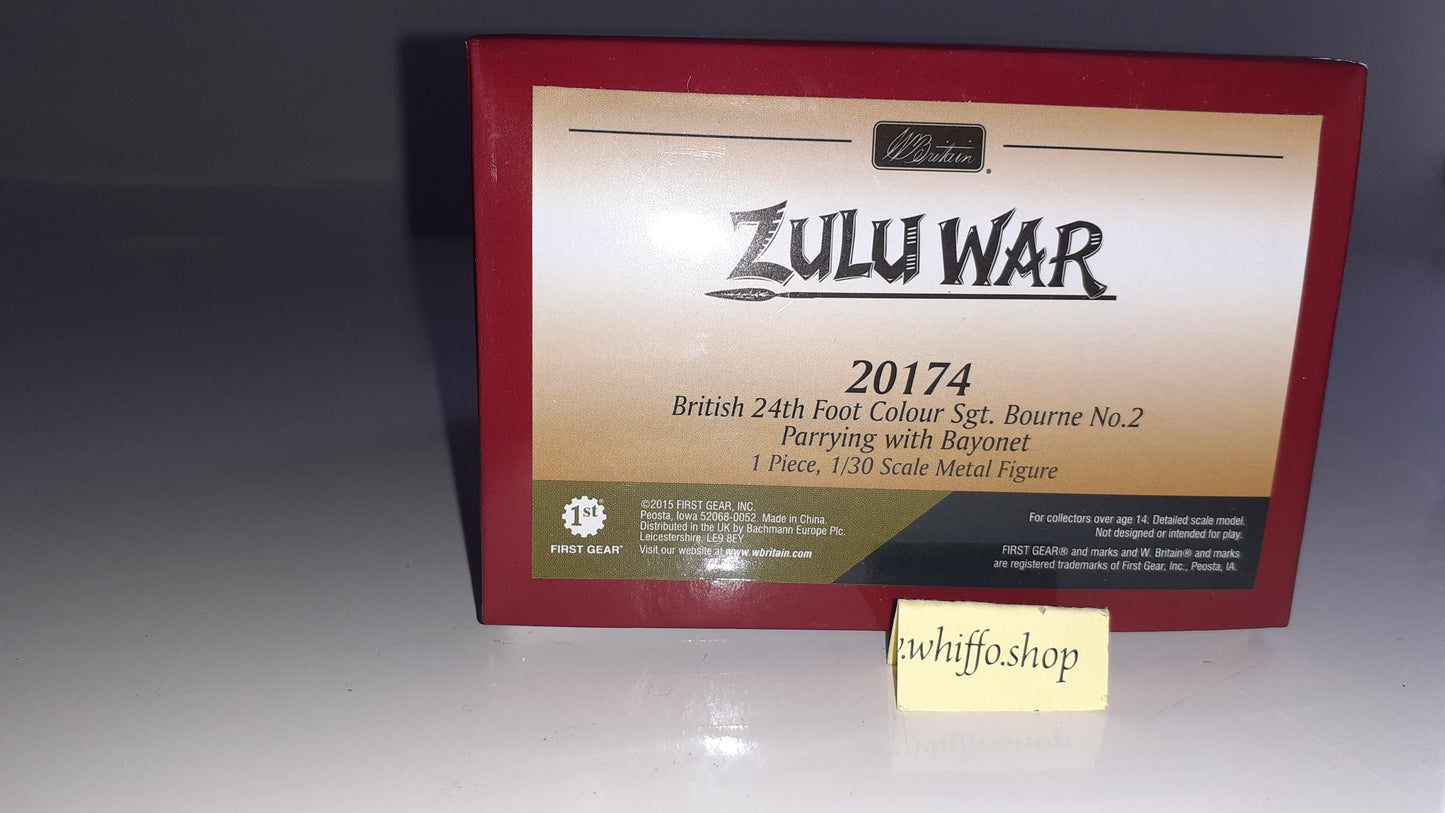 W Britain
ZULU WAR
20174
British 24th Foot Colour Sgt. Bourne No.2
Parrying with Bayonet
1 Piece, 1/30 Scale Metal Figure
1st
FIRST GEAR®
©2015 FIRST GEAR, INC.
Peosta, Iowa 52068-0052. Made in China.
Distributed in the UK by Bachmann Europe Plc.
Leicestershire, LE9 8EY
Visit our website at www.wbritain.com
For collectors over age 14. Detailed scale model.
Not designed or intended for play.
FIRST GEAR® and marks and W. Britain® and marks
are registered trademarks of First Gear, Inc., Peosta, IA.
.whiffo.shop